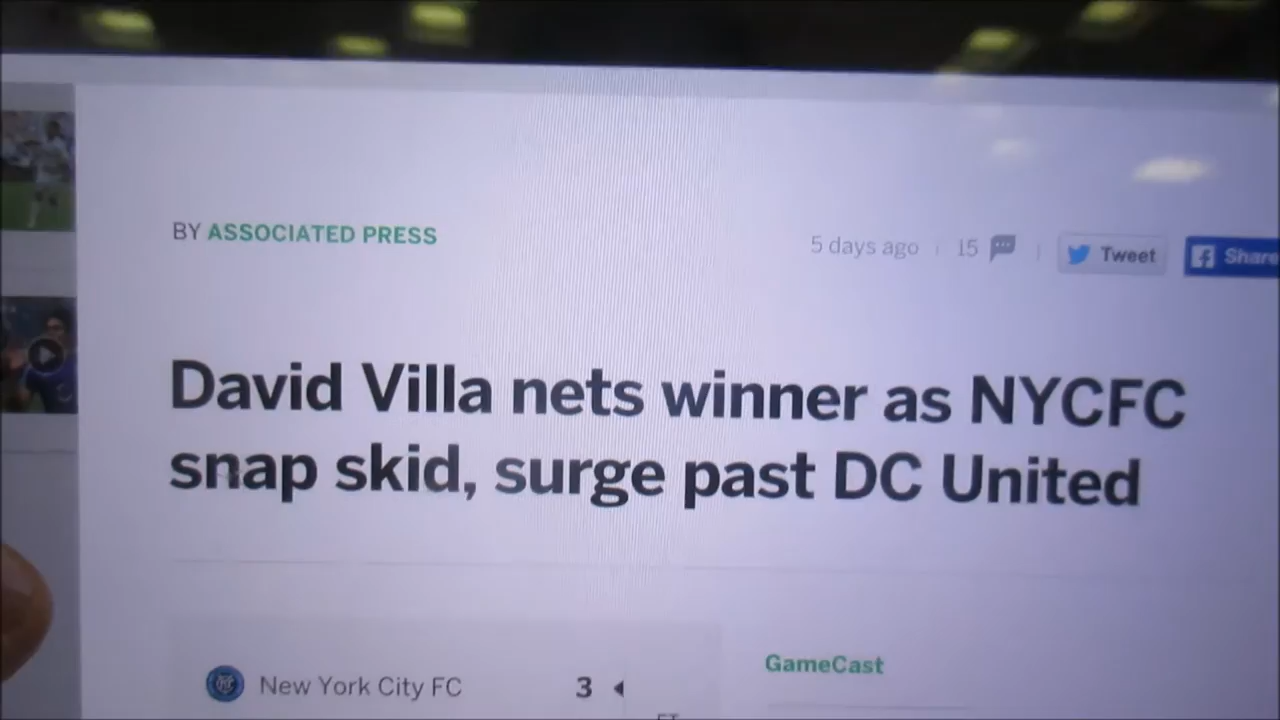 BY ASSOCIATED PRESS
5 days ago 15 Tweet Share
David Villa nets winner as NYCFC
snap skid, surge past DC United
GameCast
New York City FC 3